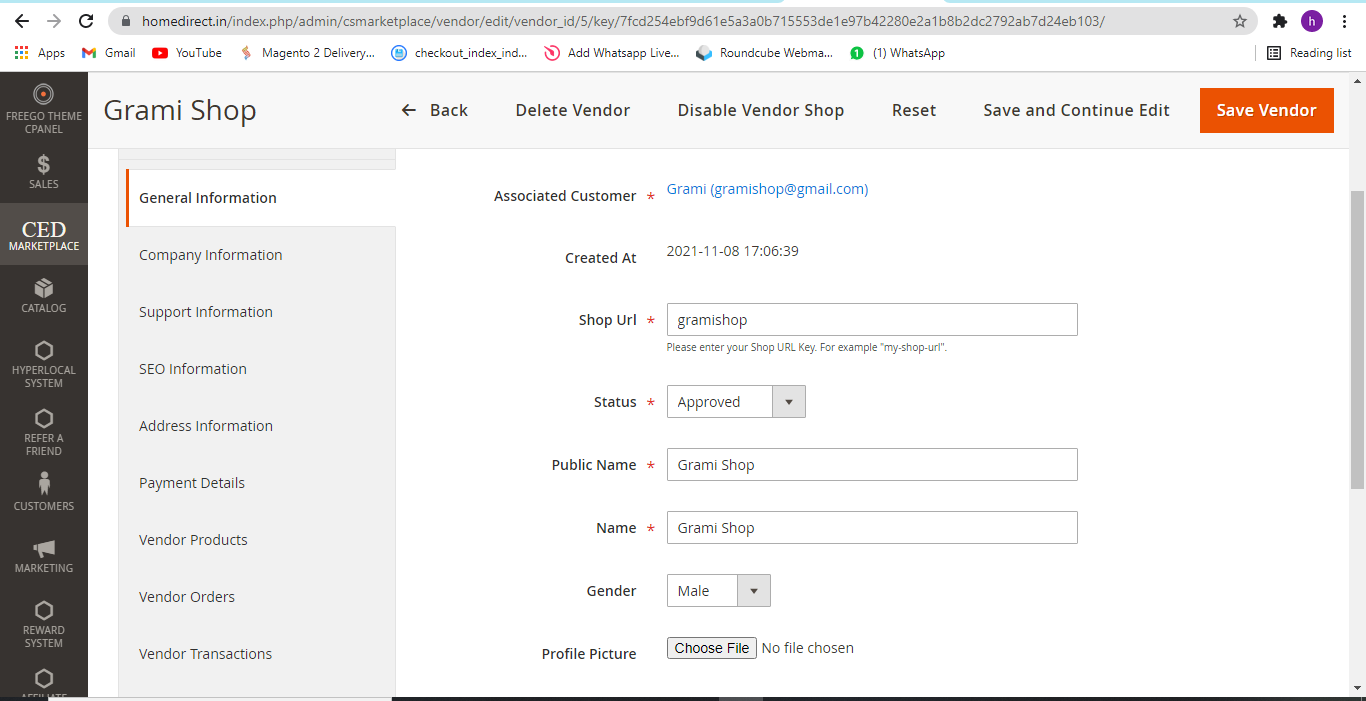 homedirect.in/index.php/admin/csmarketplace/vendor/edit/vendor_id/5/key/7fcd254ebf9d61e5a3a0b715553de1e97b42280e2a1b8b2dc2792ab7d24eb103/
h
Apps
Gmail
YouTube
Magento 2 Delivery...
checkout_index_ind...
Add Whatsapp Live...
Roundcube Webma...
1
(1) WhatsApp
Reading list
FREEGO THEME
CPANEL
SALES
CED
MARKETPLACE
CATALOG
HYPERLOCAL
SYSTEM
REFER A
FRIEND
CUSTOMERS
MARKETING
REWARD
SYSTEM
AFFILIATE
Grami Shop
Back
Delete Vendor
Disable Vendor Shop
Reset
Save and Continue Edit
Save Vendor
General Information
Company Information
Support Information
SEO Information
Address Information
Payment Details
Vendor Products
Vendor Orders
Vendor Transactions
Associated Customer * Grami (gramishop@gmail.com)
Created At 2021-11-08 17:06:39
Shop Url * gramishop
Please enter your Shop URL Key. For example "my-shop-url".
Status * Approved
Public Name * Grami Shop
Name * Grami Shop
Gender Male
Profile Picture Choose File No file chosen